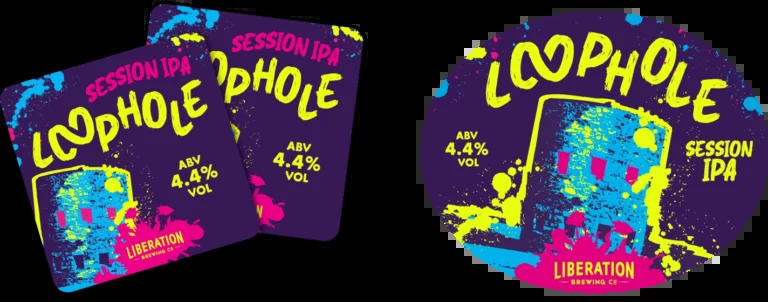 SESSION IPA
LOOPHOLE
ABV
4.4%
VOL
LIBERATION
BREWING CO
SESSION IPA
OOPHOLE
ABV
4.4%
VOL
LOOPHOLE
ABV
4.4%
VOL
SESSION
IPA
LIBERATION
BREWING CO